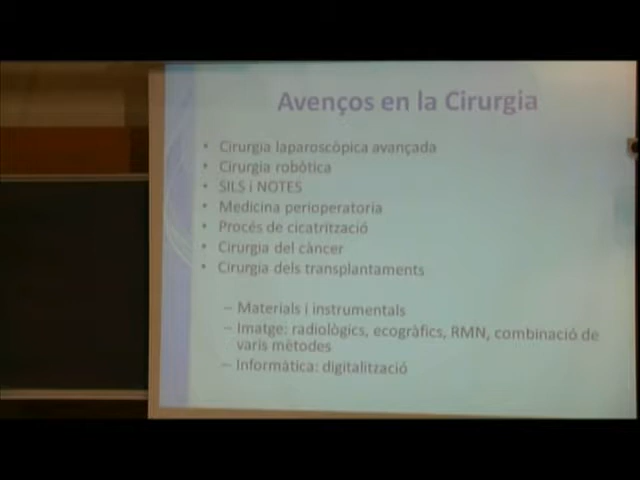 Avenços en la Cirurgia
• Cirurgia laparoscòpica avançada
• Cirurgia robòtica
• SILS i NOTES
• Medicina perioperatoria
• Procés de cicatrització
• Cirurgia del càncer
• Cirurgia dels transplantaments
– Materials i instrumentals
– Imatge: radiològics, ecogràfics, RMN, combinació de
varis mètodes
– Informàtica: digitalització